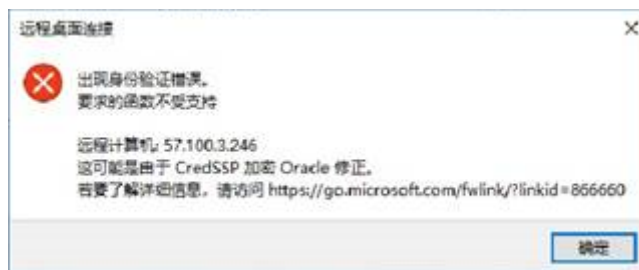 远程桌面连接
出现身份验证错误。
要求的函数不受支持
远程计算机: 57.100.3.246
这可能是由于 CredSSP 加密 Oracle 修正。
若要了解详细信息，请访问 https://go.microsoft.com/fwlink/?linkid=866660
确定